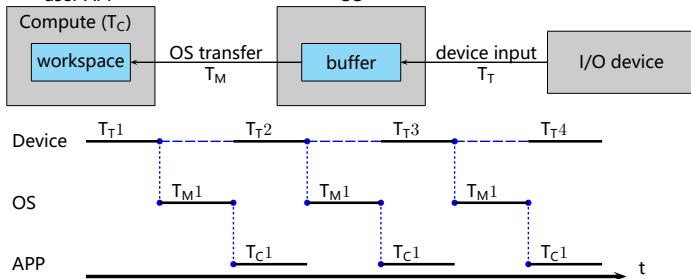 Compute (TC)
workspace
OS transfer
TM
buffer
device input
TT
I/O device
Device
TT1
TT2
TT3
TT4
OS
TM1
TM1
TM1
APP
TC1
TC1
TC1
t